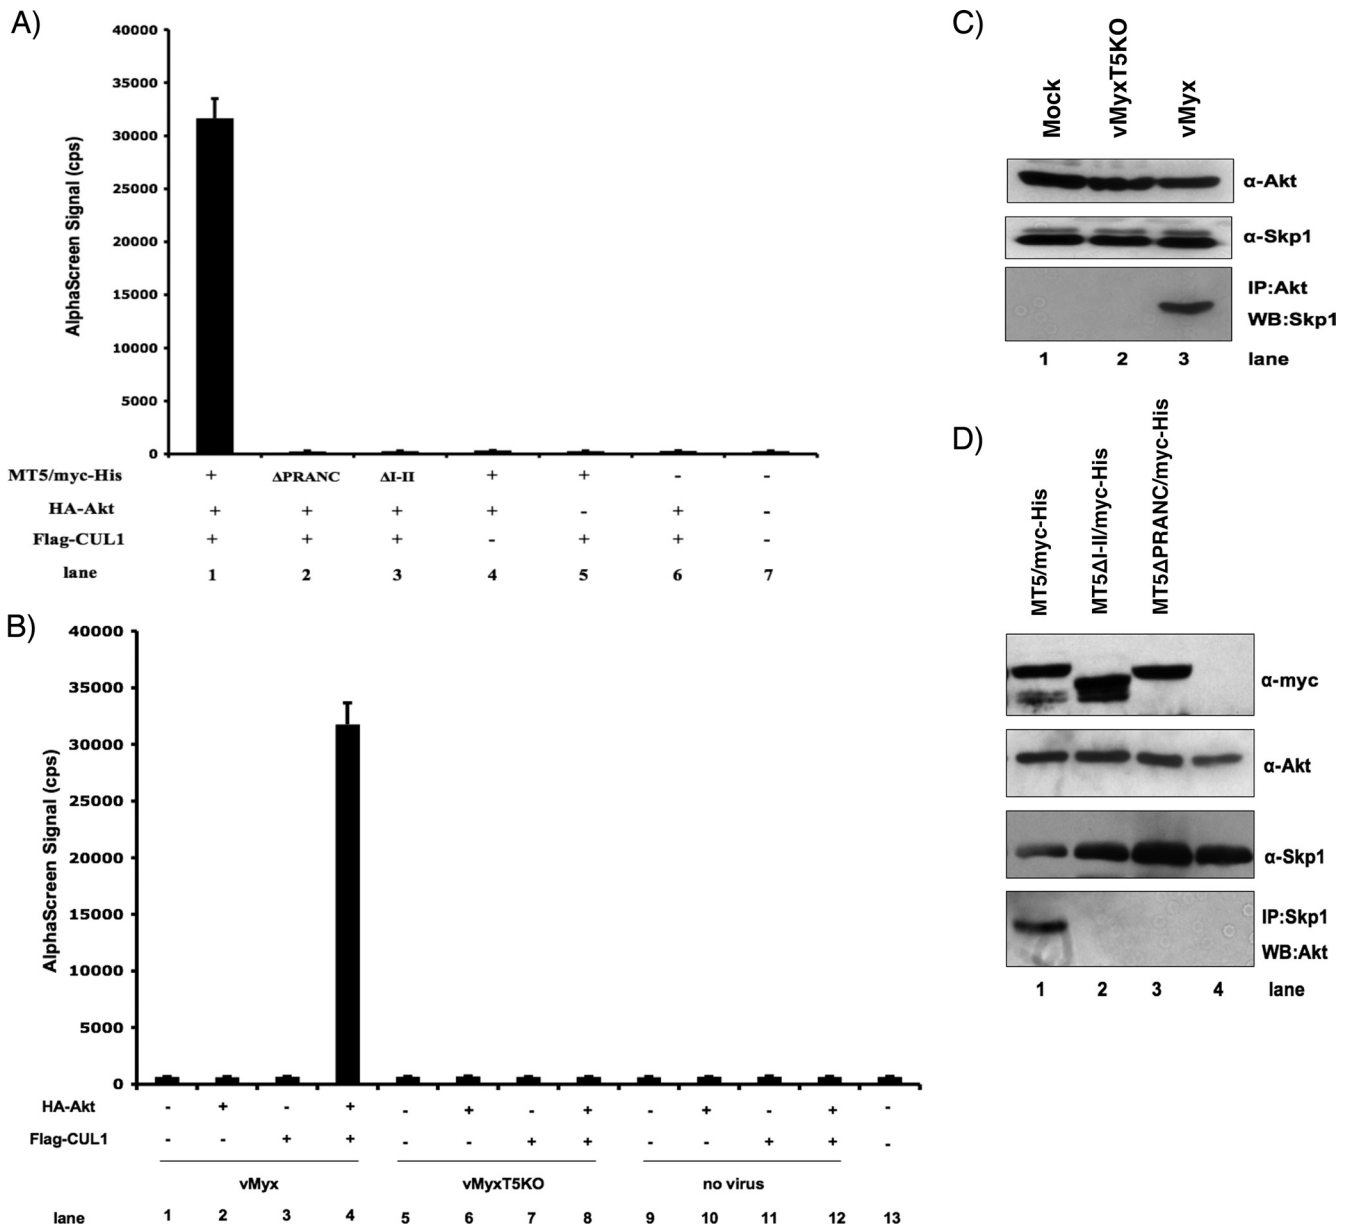 A)
40000
35000
30000
25000
20000
15000
10000
5000
0
AlphaScreen Signal (cps)
MT5/myc-His + ΔPRANC ΔI-II + + - -
HA-Akt + + + + - + -
Flag-CUL1 + + + - + + -
lane 1 2 3 4 5 6 7
B)
40000
35000
30000
25000
20000
15000
10000
5000
0
AlphaScreen Signal (cps)
HA-Akt - + - + - + - + - + - + -
Flag-CUL1 - - + + - - + + - - + + -
vMyx vMyxT5KO no virus
lane 1 2 3 4 5 6 7 8 9 10 11 12 13
C)
Mock
vMyxT5KO
vMyx
α-Akt
α-Skp1
IP:Akt
WB:Skp1
1 2 3 lane
D)
MT5/myc-His
MT5ΔI-II/myc-His
MT5ΔPRANC/myc-His
α-myc
α-Akt
α-Skp1
IP:Skp1
WB:Akt
1 2 3 4 lane